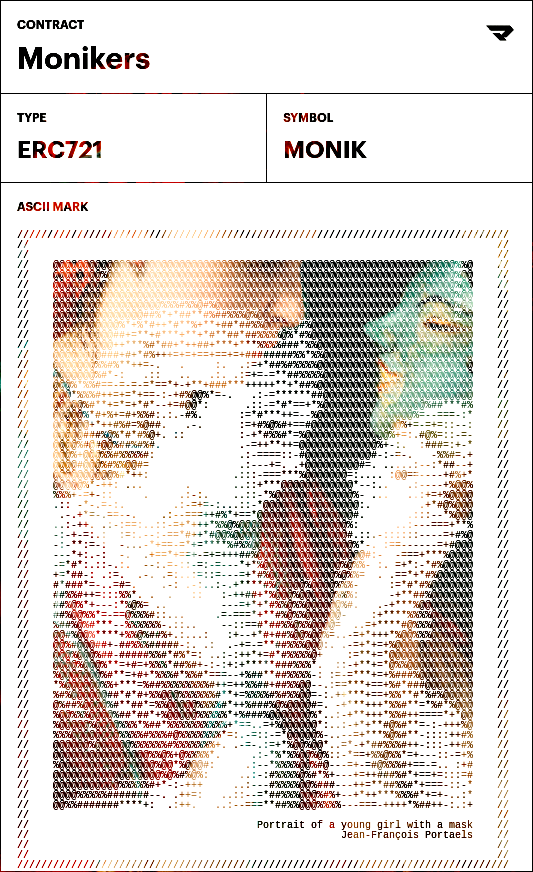 CONTRACT
Monikers
TYPE
SYMBOL
ERC721
MONIK
ASCII MARK
Portrait of a young girl with a mask
Jean-François Portaels